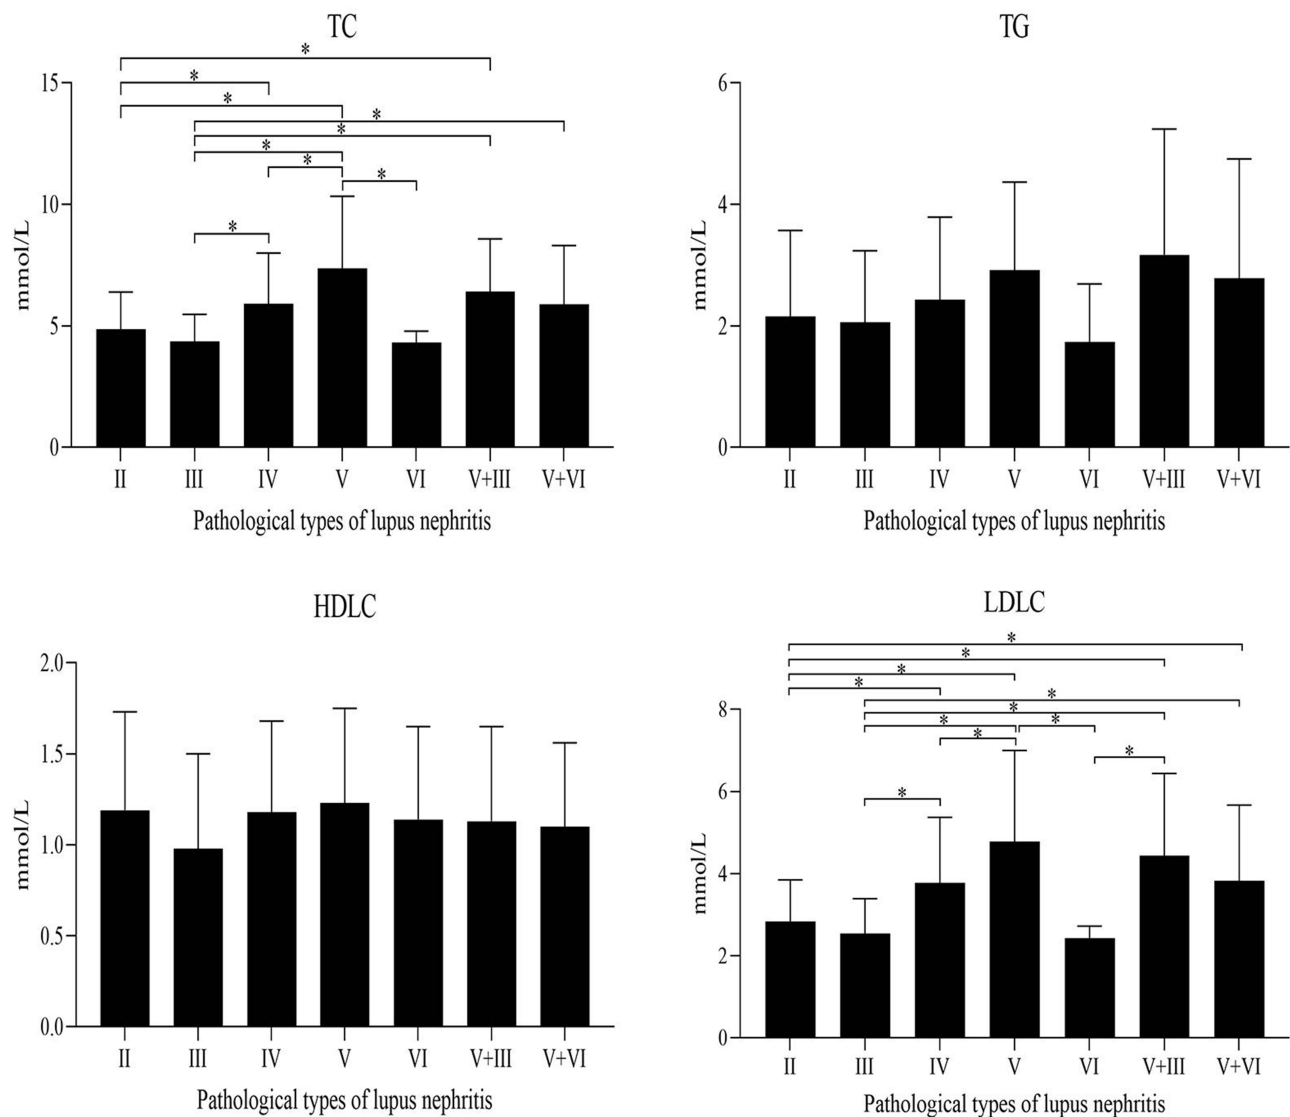 TC
*
*
*
*
*
*
*
*
*
15
10
5
0
mmol/L
II III IV V VI V+III V+VI
Pathological types of lupus nephritis
TG
6
4
2
0
mmol/L
II III IV V VI V+III V+VI
Pathological types of lupus nephritis
HDLC
2.0
1.5
1.0
0.5
0.0
mmol/L
II III IV V VI V+III V+VI
Pathological types of lupus nephritis
LDLC
*
*
*
*
*
*
*
*
*
*
*
8
6
4
2
0
mmol/L
II III IV V VI V+III V+VI
Pathological types of lupus nephritis